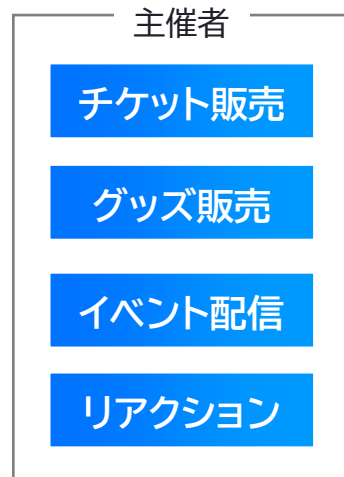 主催者
チケット販売
グッズ販売
イベント配信
リアクション